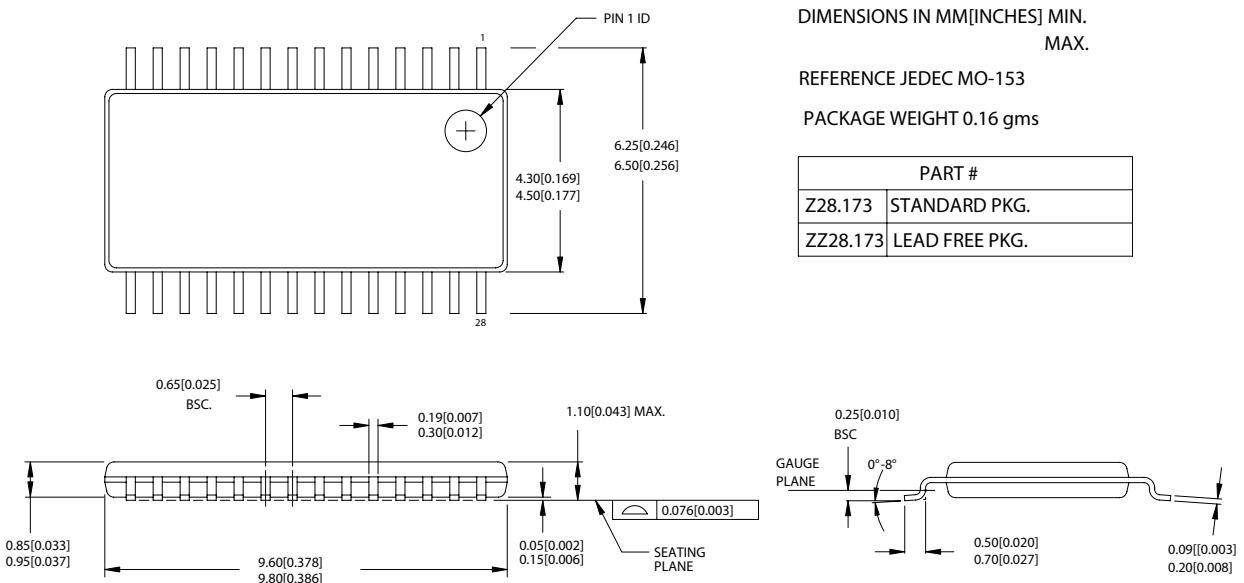 PIN 1 ID
1
DIMENSIONS IN MM[INCHES] MIN.
MAX.
REFERENCE JEDEC MO-153
PACKAGE WEIGHT 0.16 gms
PART #
Z28.173 STANDARD PKG.
ZZ28.173 LEAD FREE PKG.
6.25[0.246]
6.50[0.256]
4.30[0.169]
4.50[0.177]
28
0.65[0.025]
BSC.
0.19[0.007]
0.30[0.012]
1.10[0.043] MAX.
0.25[0.010]
BSC
GAUGE
PLANE
0°-8°
0.076[0.003]
0.85[0.033]
0.95[0.037]
9.60[0.378]
9.80[0.386]
0.05[0.002]
0.15[0.006]
SEATING
PLANE
0.50[0.020]
0.70[0.027]
0.09[[0.003]
0.20[0.008]